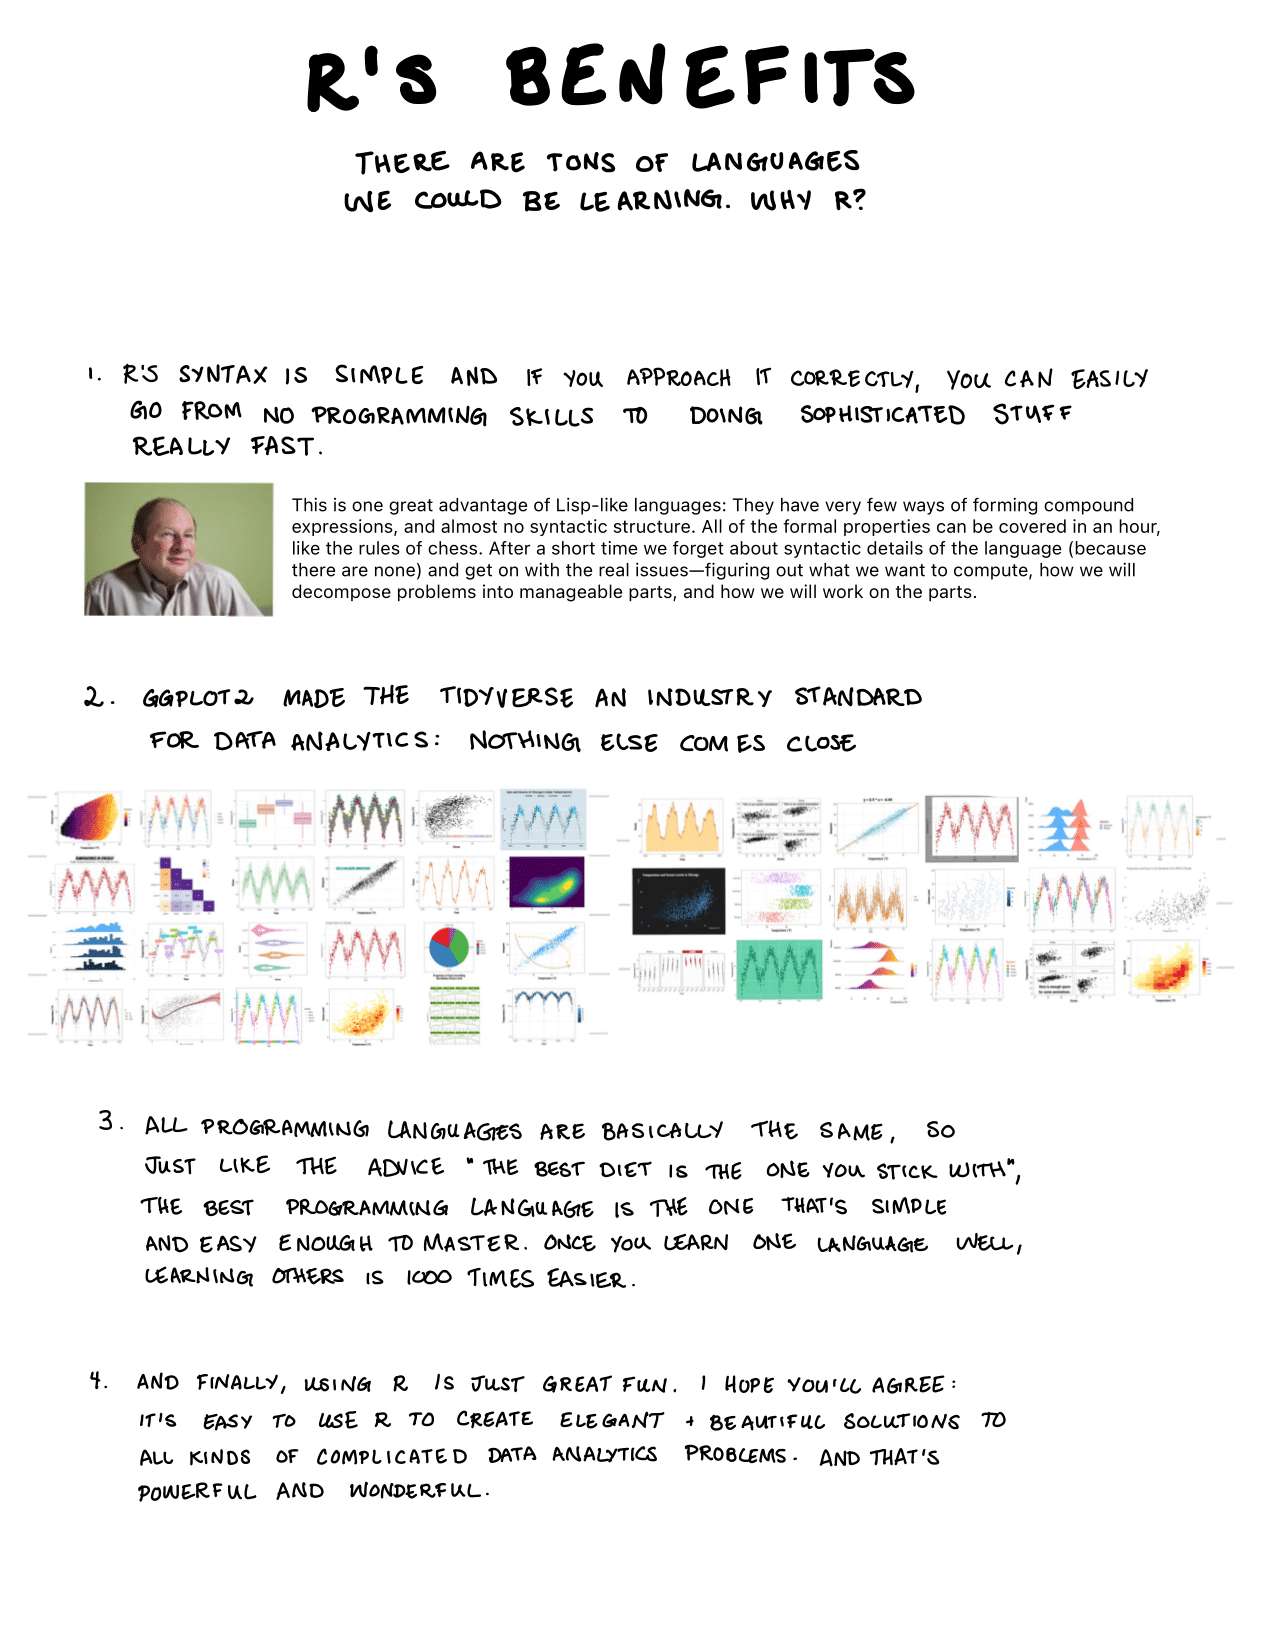 R'S BENEFITS
THERE ARE TONS OF LANGUAGES
WE COULD BE LEARNING. WHY R?
1. R'S SYNTAX IS SIMPLE AND IF YOU APPROACH IT CORRECTLY, YOU CAN EASILY
GO FROM NO PROGRAMMING SKILLS TO DOING SOPHISTICATED STUFF
REALLY FAST.
This is one great advantage of Lisp-like languages: They have very few ways of forming compound
expressions, and almost no syntactic structure. All of the formal properties can be covered in an hour,
like the rules of chess. After a short time we forget about syntactic details of the language (because
there are none) and get on with the real issues—figuring out what we want to compute, how we will
decompose problems into manageable parts, and how we will work on the parts.
2. GGPLOT2 MADE THE TIDYVERSE AN INDUSTRY STANDARD
FOR DATA ANALYTICS: NOTHING ELSE COMES CLOSE
3. ALL PROGRAMMING LANGUAGES ARE BASICALLY THE SAME, SO
JUST LIKE THE ADVICE "THE BEST DIET IS THE ONE YOU STICK WITH",
THE BEST PROGRAMMING LANGUAGE IS THE ONE THAT'S SIMPLE
AND EASY ENOUGH TO MASTER. ONCE YOU LEARN ONE LANGUAGE WELL,
LEARNING OTHERS IS 1000 TIMES EASIER.
4. AND FINALLY, USING R IS JUST GREAT FUN. I HOPE YOU'LL AGREE:
IT'S EASY TO USE R TO CREATE ELEGANT + BEAUTIFUL SOLUTIONS TO
ALL KINDS OF COMPLICATED DATA ANALYTICS PROBLEMS. AND THAT'S
POWERFUL AND WONDERFUL.